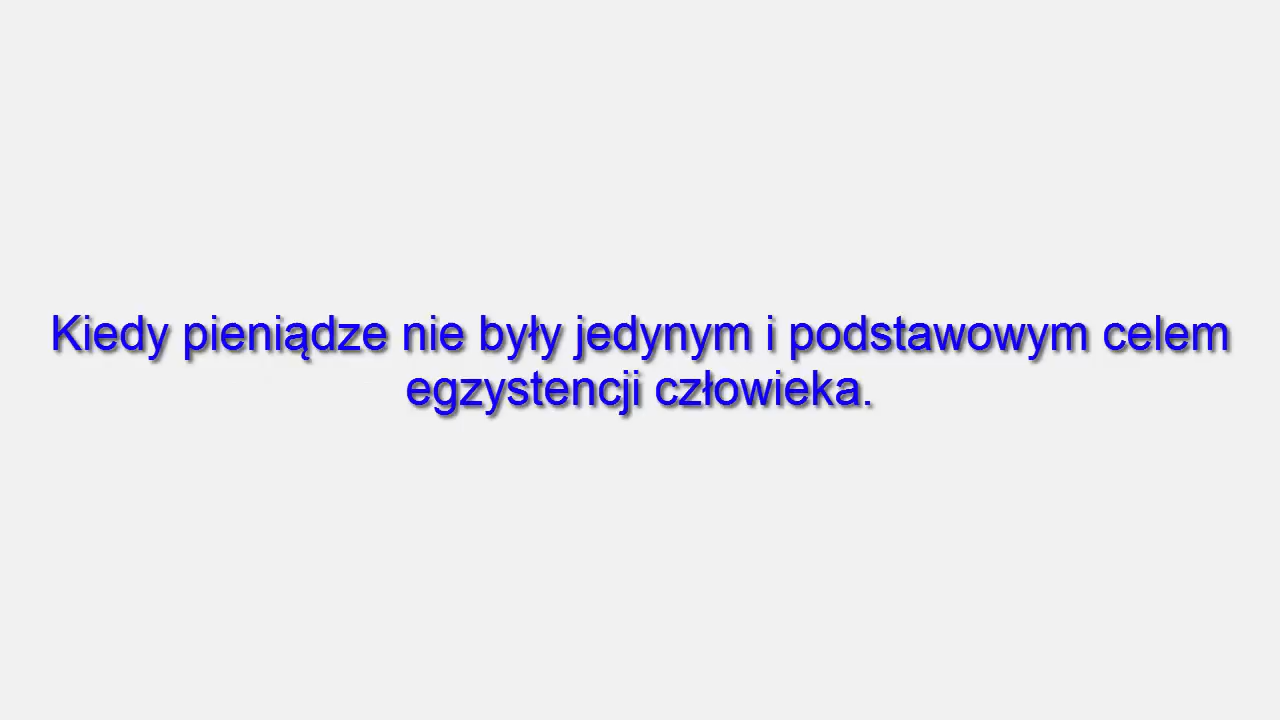 Kiedy pieniądze nie były jedynym i podstawowym celem
egzystencji człowieka.